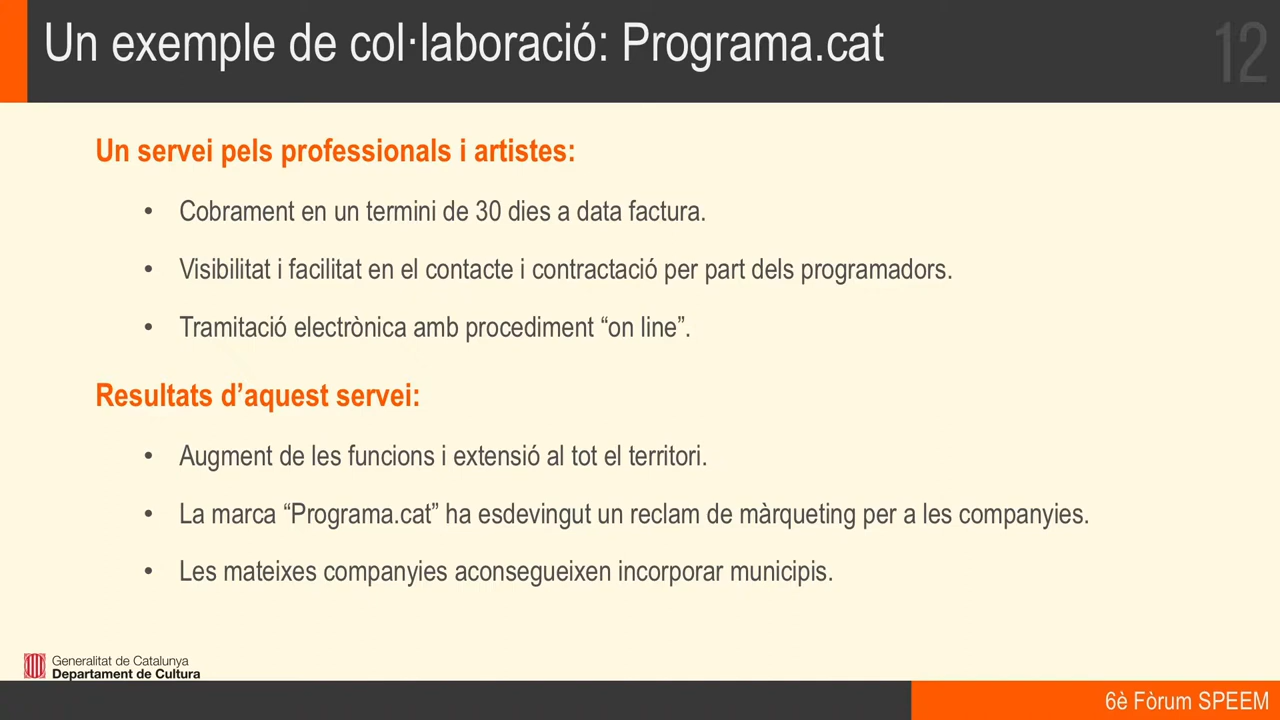 Un exemple de col·laboració: Programa.cat
12
Un servei pels professionals i artistes:
• Cobrament en un termini de 30 dies a data factura.
• Visibilitat i facilitat en el contacte i contractació per part dels programadors.
• Tramitació electrònica amb procediment “on line”.
Resultats d’aquest servei:
• Augment de les funcions i extensió al tot el territori.
• La marca “Programa.cat” ha esdevingut un reclam de màrqueting per a les companyies.
• Les mateixes companyies aconsegueixen incorporar municipis.
Generalitat de Catalunya
Departament de Cultura
6è Fòrum SPEEM